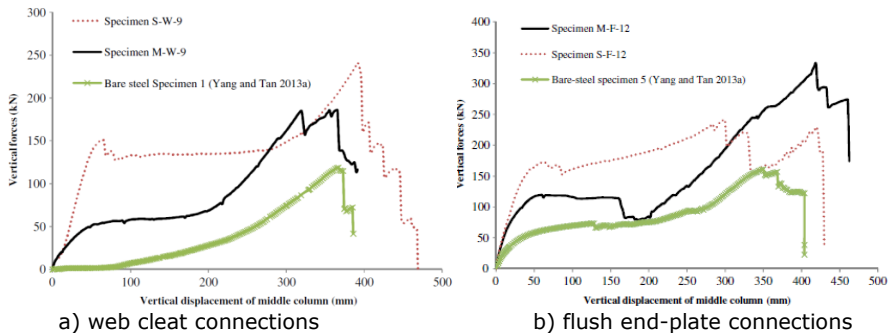 300
250
200
150
100
50
0
Vertical forces (kN)
Specimen S-W-9
Specimen M-W-9
Bare steel Specimen 1 (Yang and Tan 2013a)
0 100 200 300 400 500
Vertical displacement of middle column (mm)
a) web cleat connections
400
350
300
250
200
150
100
50
0
Vertical forces (kN)
Specimen M-F-12
Specimen S-F-12
Bare-steel specimen 5 (Yang and Tan 2013a)
0 50 100 150 200 250 300 350 400 450 500
Vertical displacement of middle column (mm)
b) flush end-plate connections